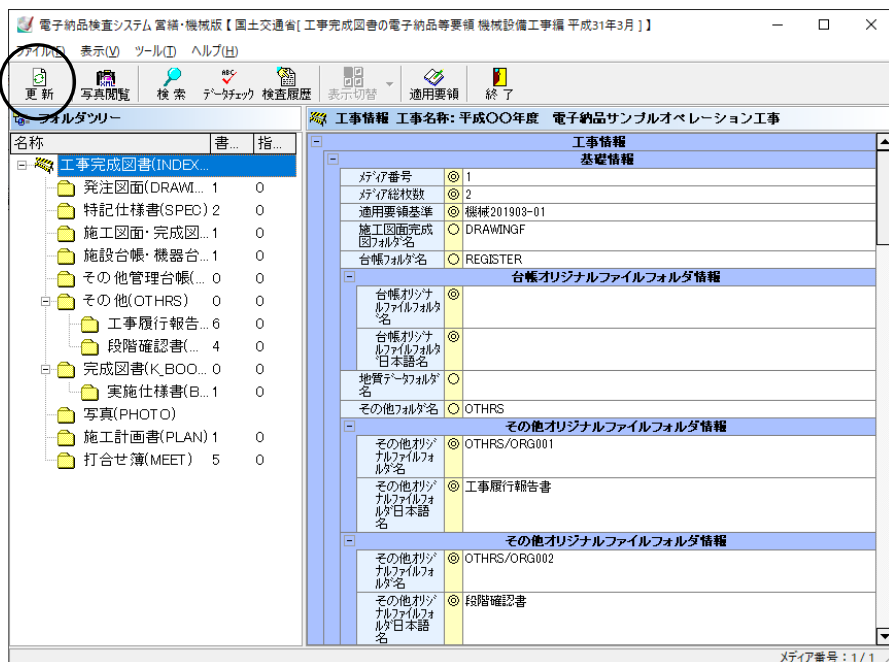 電子納品検査システム 営繕・機械版【 国土交通省[ 工事完成図書の電子納品等要領 機械設備工事編 平成31年3月 ] 】
ファイル(F) 表示(V) ツール(T) ヘルプ(H)
更新 写真閲覧 検索 データチェック 検査履歴 表示切替 適用要領 終了
フォルダツリー
名称 書... 指...
工事完成図書(INDEX...
発注図面(DRAWI... 1 0
特記仕様書(SPEC) 2 0
施工図面・完成図... 1 0
施設台帳・機器台... 1 0
その他管理台帳(... 0 0
その他(OTHRS) 0 0
工事履行報告... 6 0
段階確認書(... 4 0
完成図書(K_BOO... 0 0
実施仕様書(B... 1 0
写真(PHOTO)
施工計画書(PLAN) 1 0
打合せ簿(MEET) 5 0
工事情報 工事名称: 平成〇〇年度 電子納品サンプルオペレーション工事
工事情報
基礎情報
メディア番号 ◎ 1
メディア総枚数 ◎ 2
適用要領基準 ◎ 機械201903-01
施工図面完成 ○ DRAWINGF
図フォルダ名
台帳フォルダ名 ○ REGISTER
台帳オリジナルファイルフォルダ情報
台帳オリジナ ◎
ルファイルフォルダ
名
台帳オリジナ ◎
ルファイルフォルダ
日本語名
地質データフォルダ ○
名
その他フォルダ名 ○ OTHRS
その他オリジナルファイルフォルダ情報
その他オリジ ◎ OTHRS/ORG001
ナルファイルフォ
ルダ名
その他オリジ ◎ 工事履行報告書
ナルファイルフォ
ルダ日本語
名
その他オリジナルファイルフォルダ情報
その他オリジ ◎ OTHRS/ORG002
ナルファイルフォ
ルダ名
その他オリジ ◎ 段階確認書
ナルファイルフォ
ルダ日本語
名
メディア番号 : 1/1